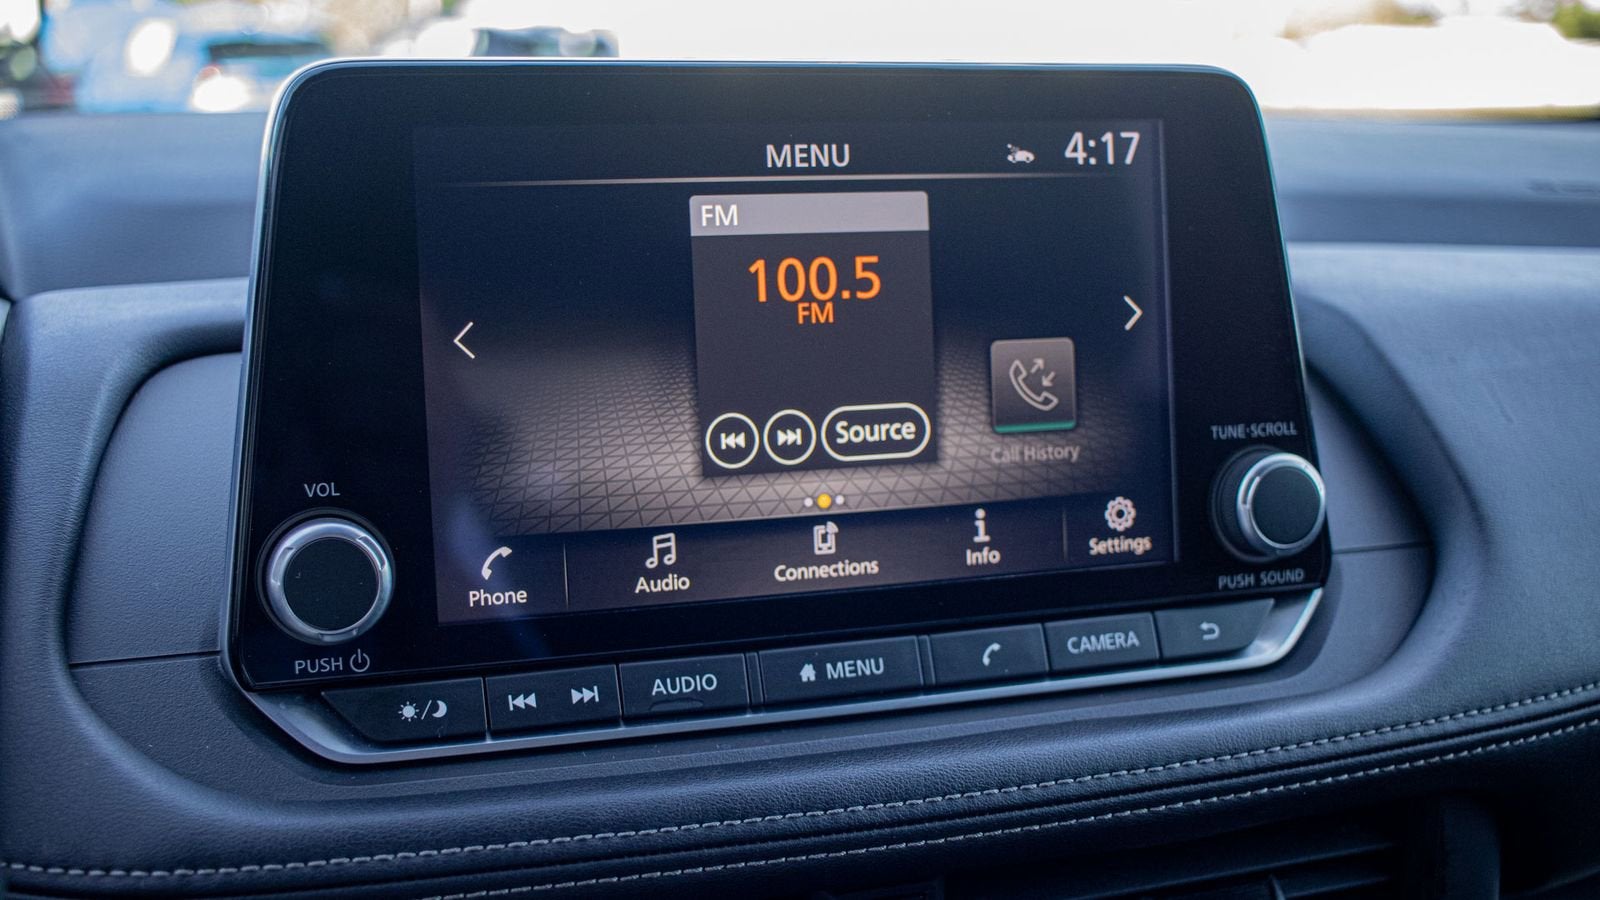 MENU
4:17
FM
100.5
FM
Source
Call History
TUNE·SCROLL
VOL
Phone
Audio
Connections
Info
Settings
PUSH SOUND
PUSH
AUDIO
MENU
CAMERA